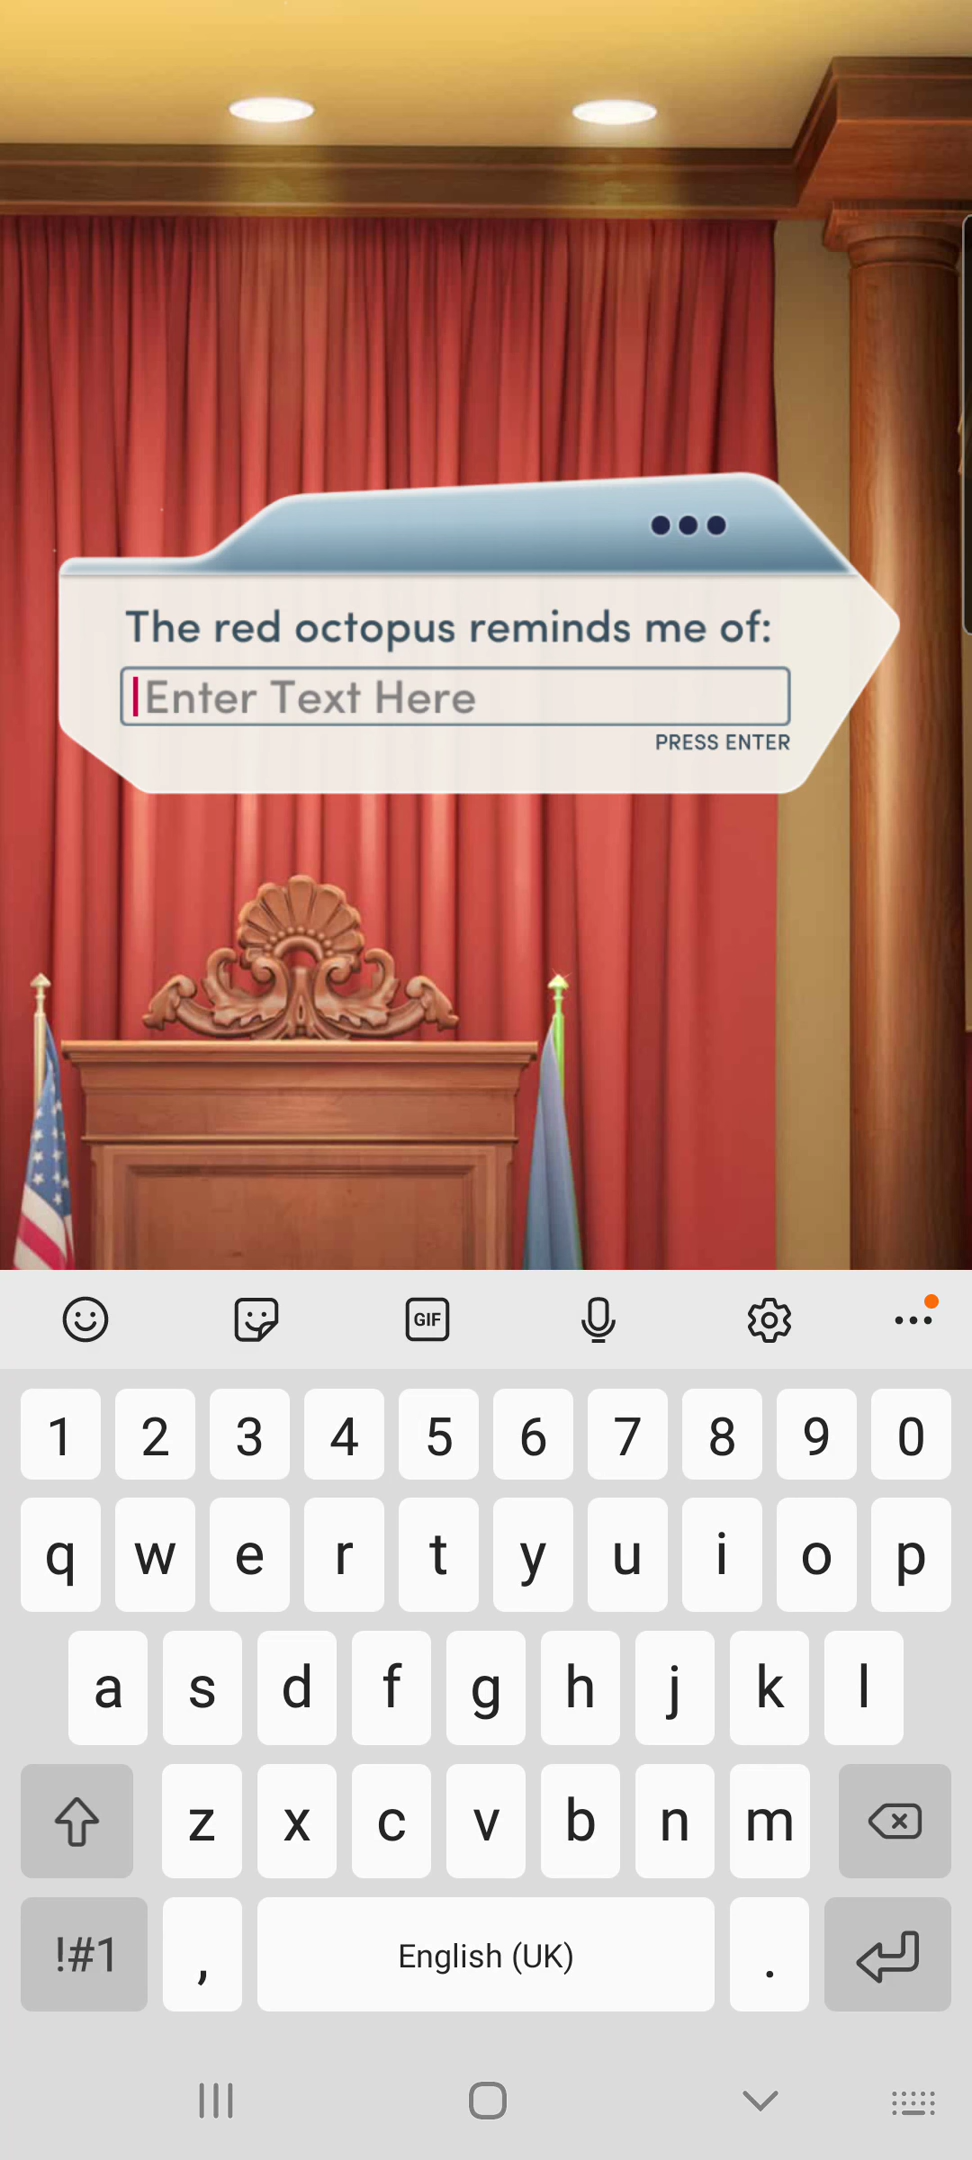 The red octopus reminds me of:
Enter Text Here
PRESS ENTER
GIF
1 2 3 4 5 6 7 8 9 0
q w e r t y u i o p
a s d f g h j k l
z x c v b n m
!#1 , English (UK) .